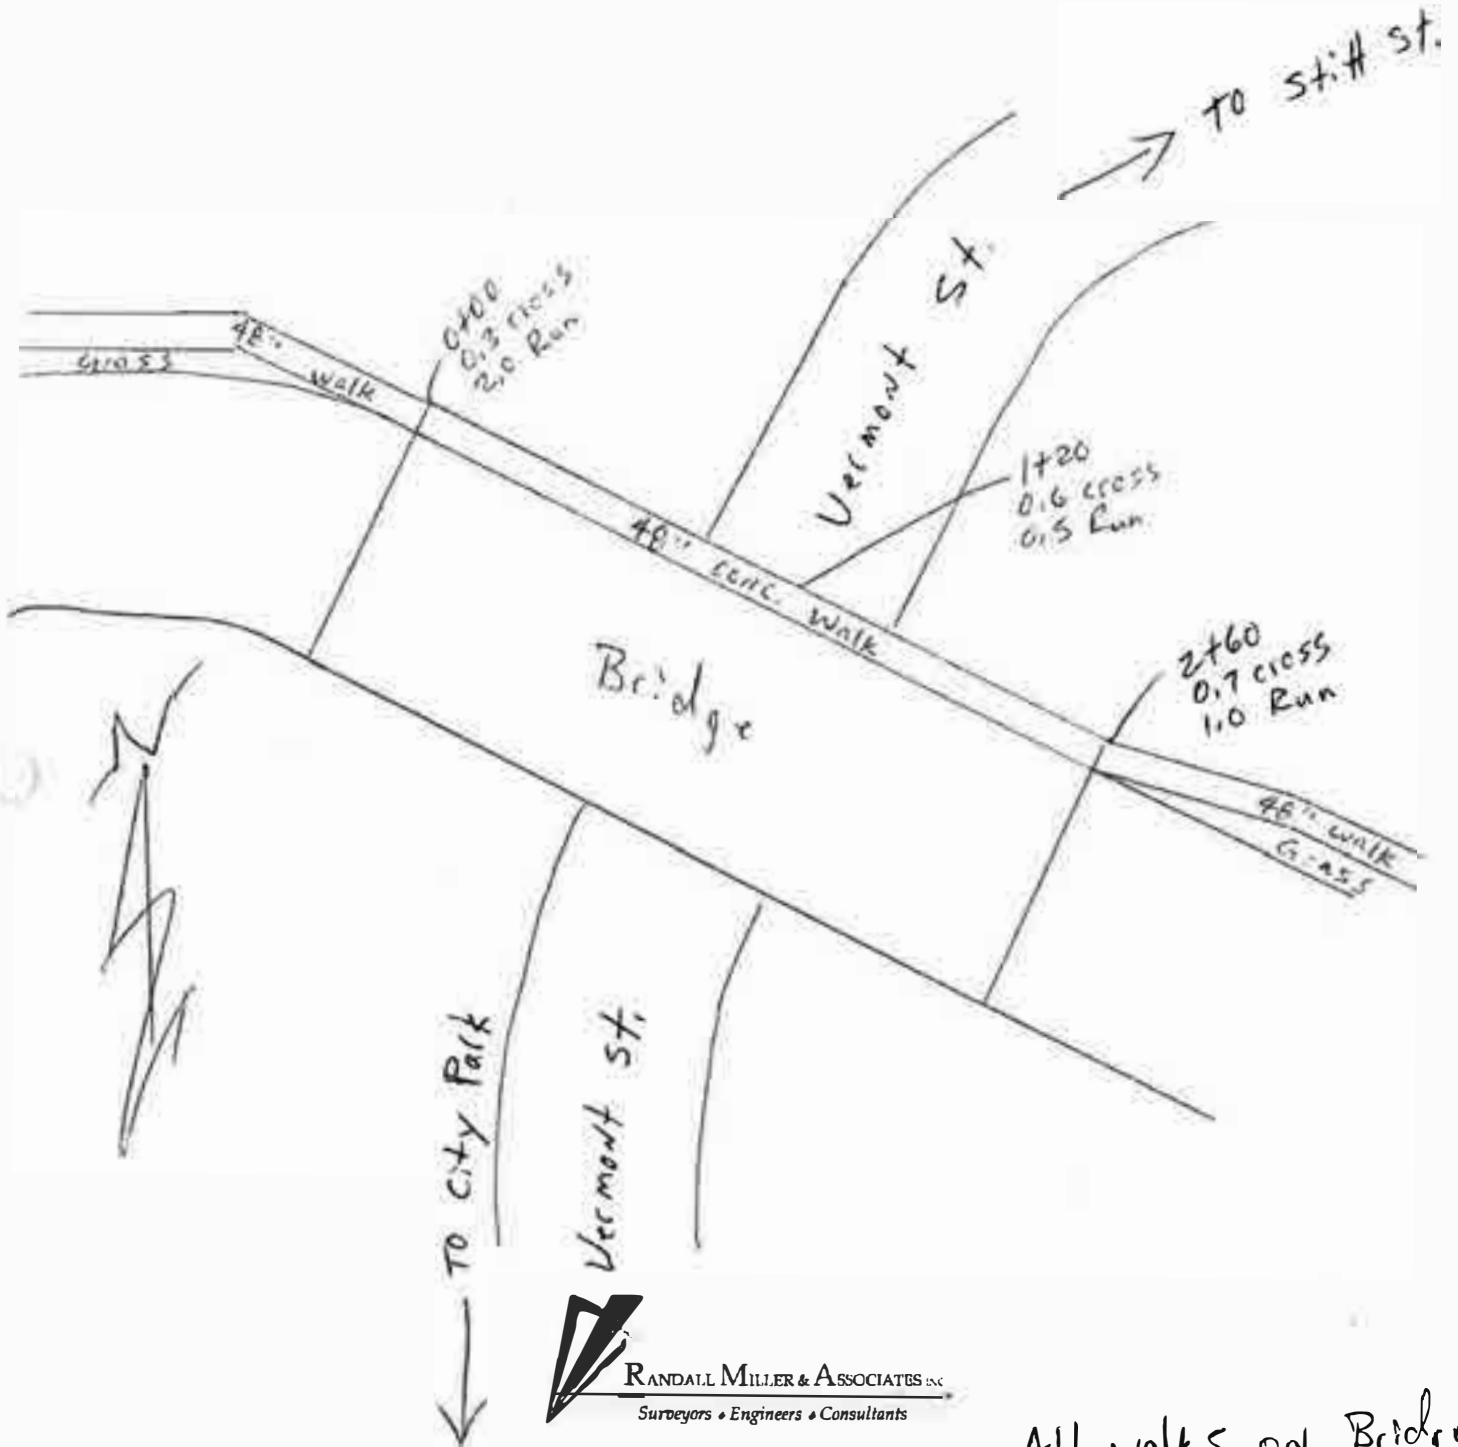 TO Stitt St.
0+00
0.3 cross
2.0 Run
48" walk
Grass
Vermont St.
1+20
0.6 cross
0.5 Run
48" conc. walk
Bridge
2+60
0.7 cross
1.0 Run
48" walk
Grass
N
TO City Park
Vermont St.
RANDALL MILLER & ASSOCIATES INC
Surveyors • Engineers • Consultants
All walks on Bridge